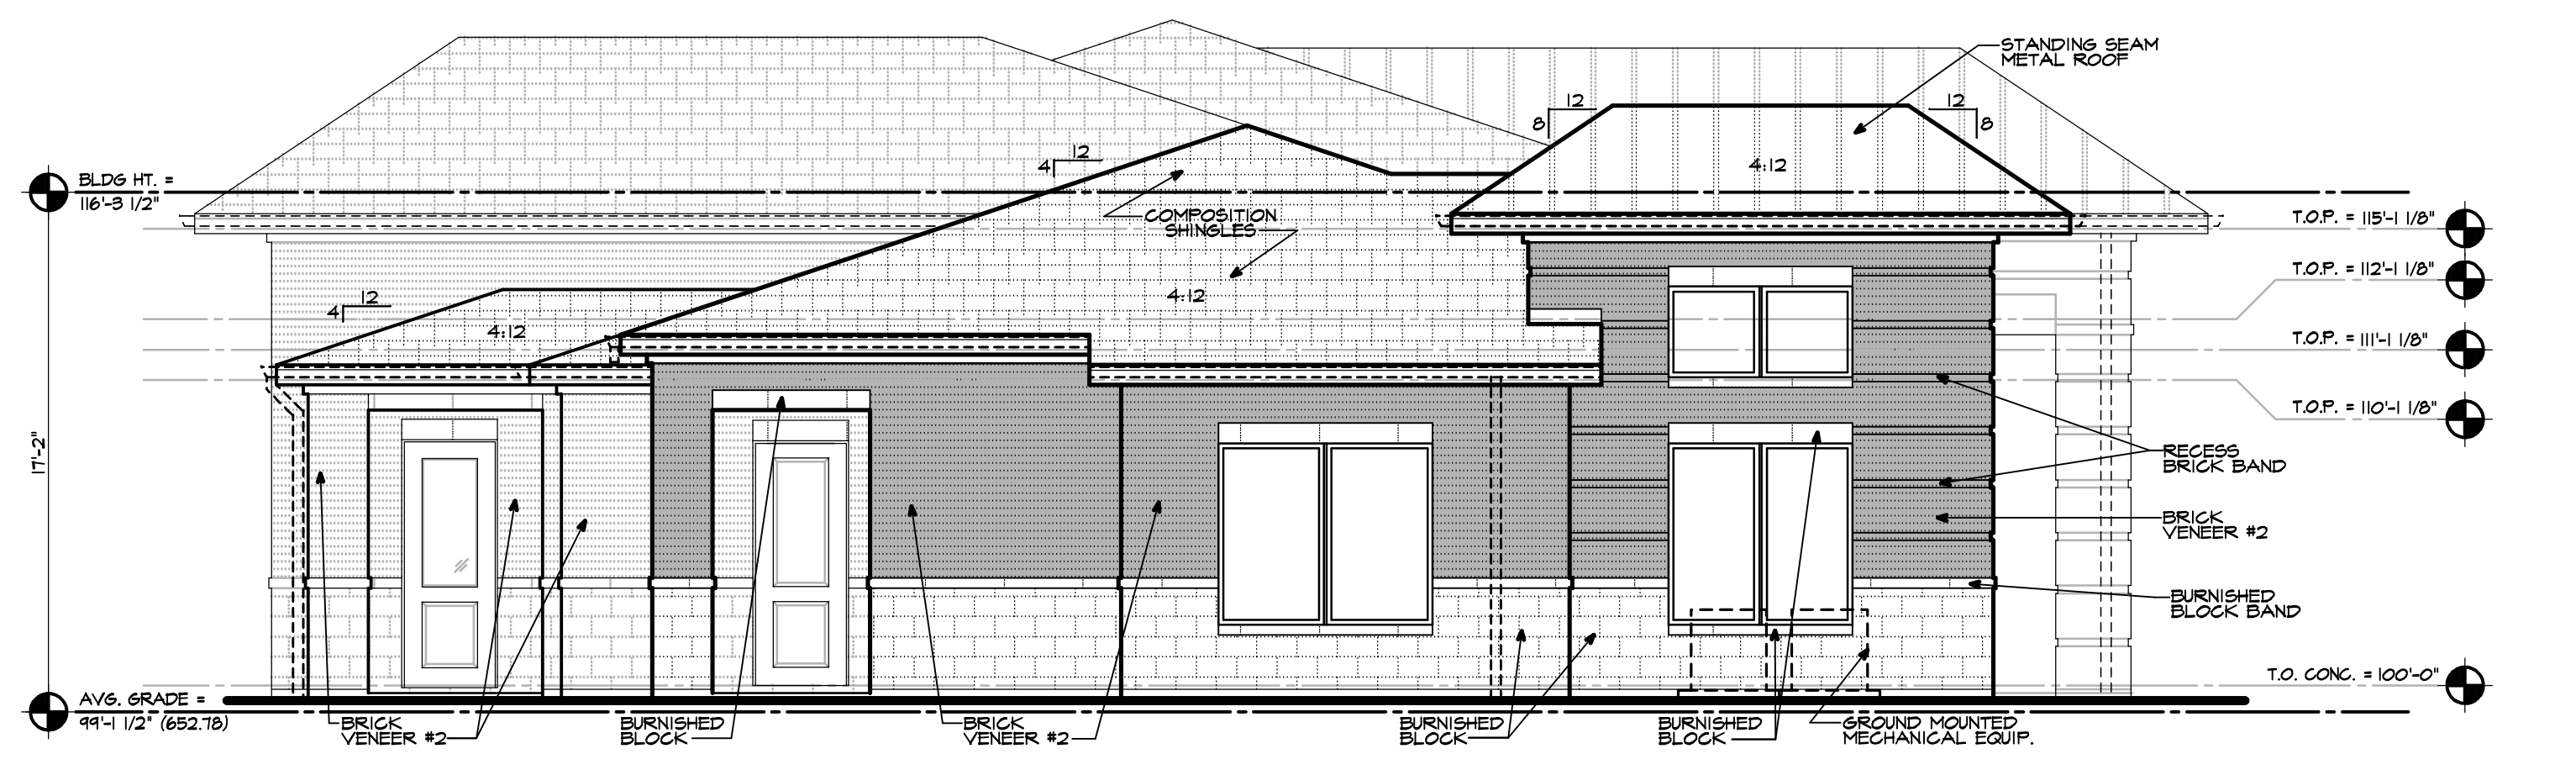 STANDING SEAM
METAL ROOF
12
8
12
8
4:12
12
4
BLDG HT. =
116'-3 1/2"
COMPOSITION
SHINGLES
T.O.P. = 115'-1 1/8"
T.O.P. = 112'-1 1/8"
4:12
12
4
4:12
T.O.P. = 111'-1 1/8"
T.O.P. = 110'-1 1/8"
17'-2"
RECESS
BRICK BAND
BRICK
VENEER #2
BURNISHED
BLOCK BAND
T.O. CONC. = 100'-0"
AVG. GRADE =
99'-1 1/2" (652.78)
BRICK
VENEER #2
BURNISHED
BLOCK
BRICK
VENEER #2
BURNISHED
BLOCK
BURNISHED
BLOCK
GROUND MOUNTED
MECHANICAL EQUIP.